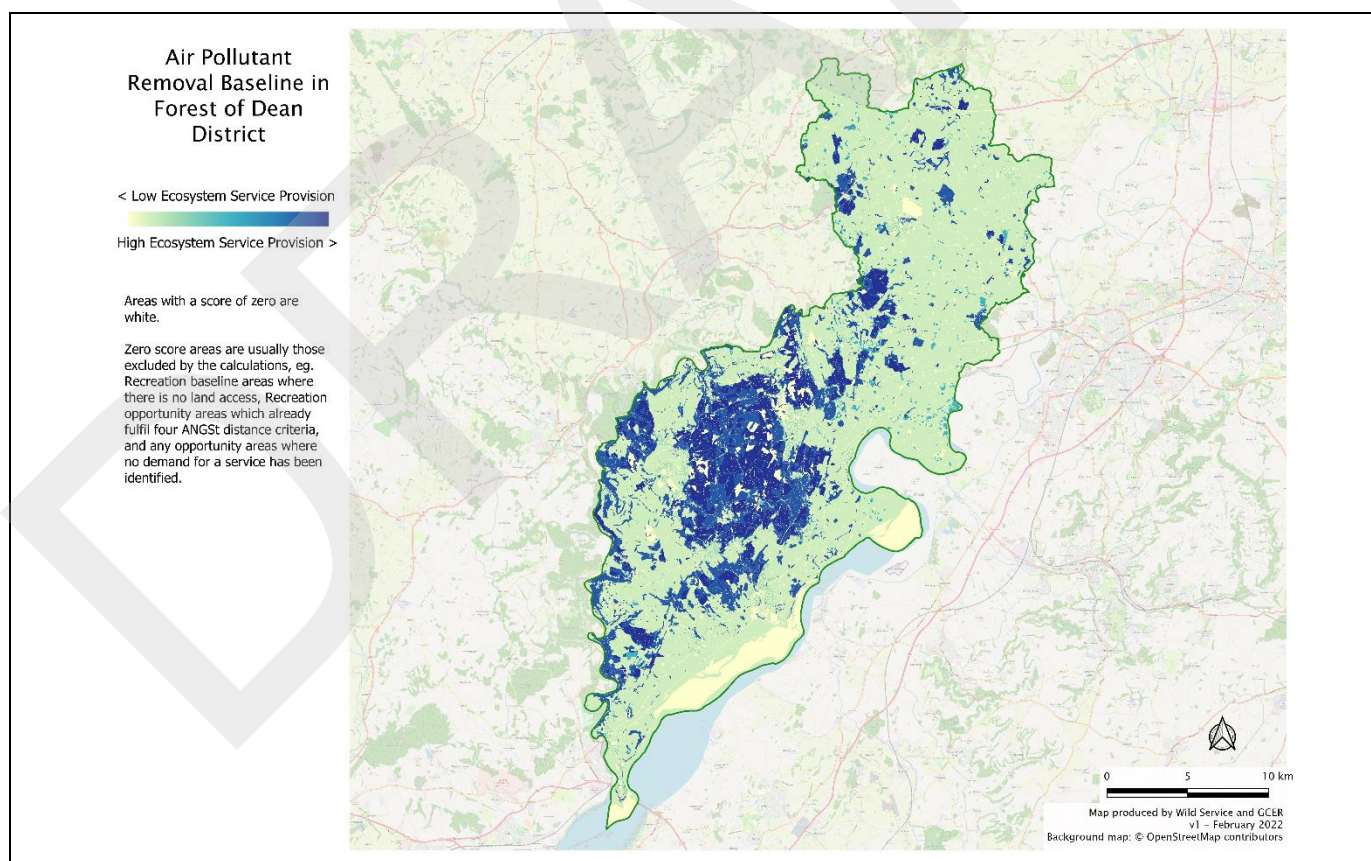 Air Pollutant
Removal Baseline in
Forest of Dean
District
< Low Ecosystem Service Provision
High Ecosystem Service Provision >
Areas with a score of zero are
white.
Zero score areas are usually those
excluded by the calculations, eg.
Recreation baseline areas where
there is no land access, Recreation
opportunity areas which already
fulfil four ANGSt distance criteria,
and any opportunity areas where
no demand for a service has been
identified.
0 5 10 km
Map produced by Wild Service and GCER
v1 - February 2022
Background map: © OpenStreetMap contributors
DRA